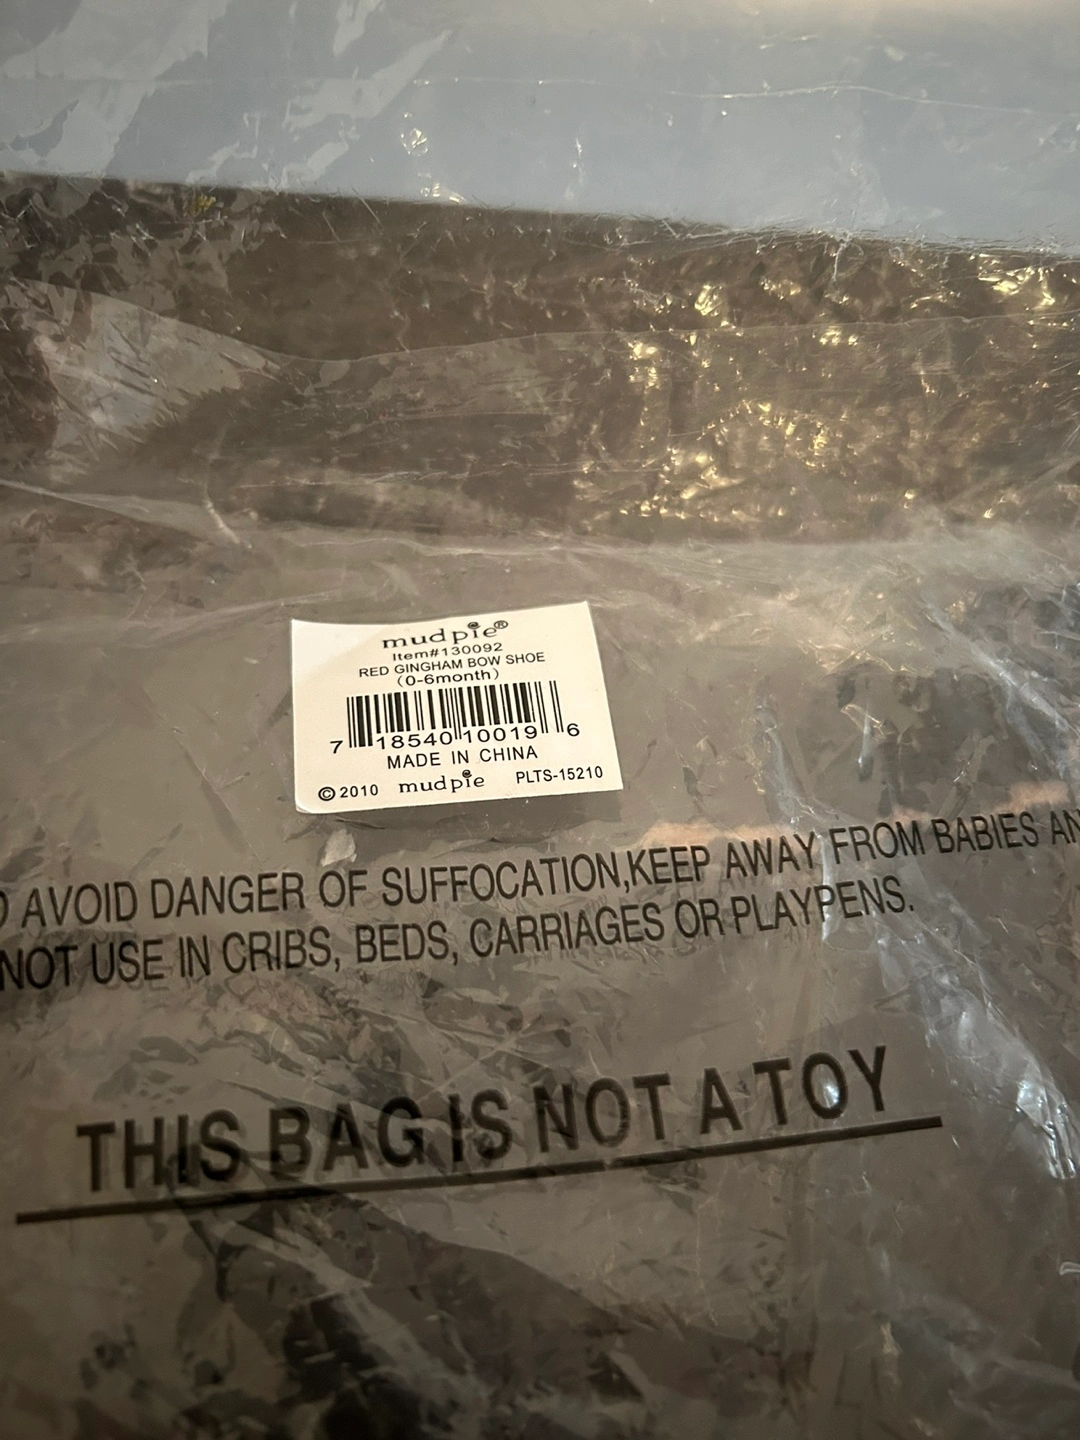 mudpie®
Item#130092
RED GINGHAM BOW SHOE
(0-6month)
7 18540 10019 6
MADE IN CHINA
©2010 mudpie PLTS-15210
AVOID DANGER OF SUFFOCATION,KEEP AWAY FROM BABIES
NOT USE IN CRIBS, BEDS, CARRIAGES OR PLAYPENS.
THIS BAG IS NOT A TOY